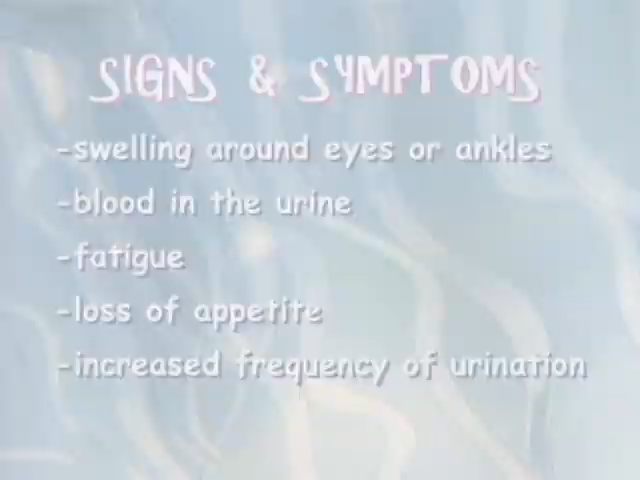 SIGNS & SYMPTOMS
-swelling around eyes or ankles
-blood in the urine
-fatigue
-loss of appetite
-increased frequency of urination